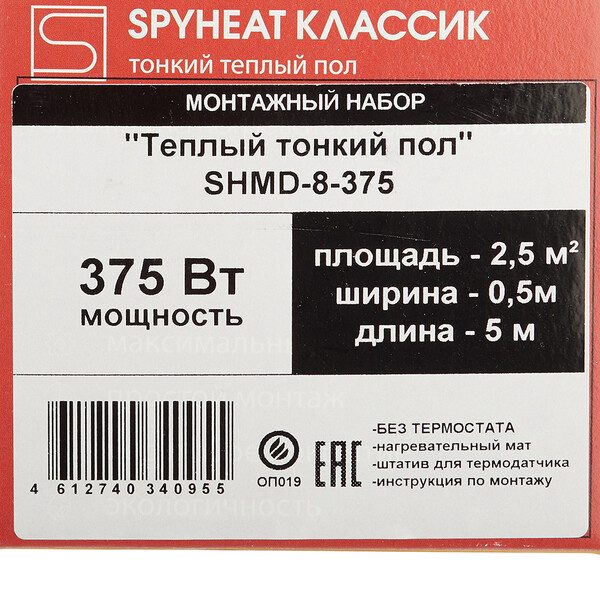 SPYHEAT КЛАССИК
тонкий теплый пол
МОНТАЖНЫЙ НАБОР
"Теплый тонкий пол"
SHMD-8-375
375 Вт
мощность
площадь - 2,5 м²
ширина - 0,5м
длина - 5 м
4 612740 340955
ОП019
EAC
-БЕЗ ТЕРМОСТАТА
-нагревательный мат
-штатив для термодатчика
-инструкция по монтажу
экологичность